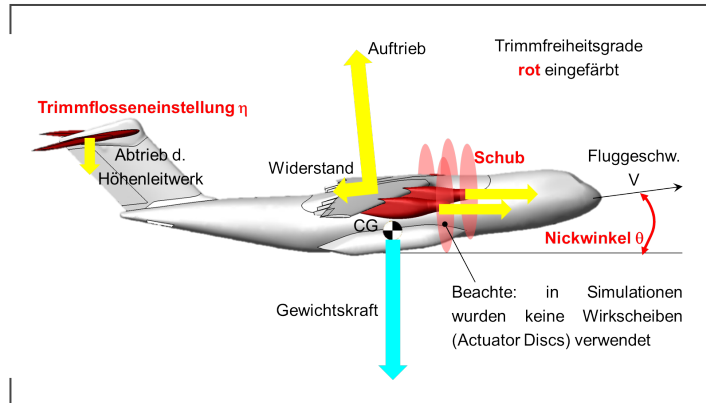 Auftrieb
Trimmfreiheitsgrade
rot eingefärbt
Trimmflosseneinstellung η
Abtrieb d.
Höhenleitwerk
Widerstand
Schub
Fluggeschw.
V
CG
Nickwinkel θ
Gewichtskraft
Beachte: in Simulationen
wurden keine Wirkscheiben
(Actuator Discs) verwendet